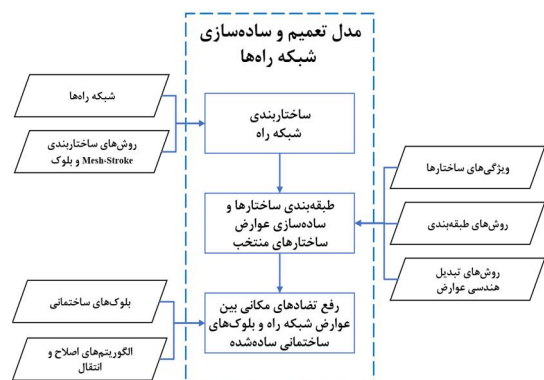 مدل تعمیم و ساده‌سازی
شبکه راه‌ها
شبکه راه‌ها
روش‌های ساختاربندی
Mesh-Stroke و بلوک
ساختاربندی
شبکه راه
ویژگی‌های ساختارها
روش‌های طبقه‌بندی
روش‌های تبدیل
هندسی عوارض
طبقه‌بندی ساختارها و
ساده‌سازی عوارض
ساختارهای منتخب
بلوک‌های ساختمانی
الگوریتم‌های اصلاح و
انتقال
رفع تضادهای مکانی بین
عوارض شبکه راه و بلوک‌های
ساختمانی ساده‌شده